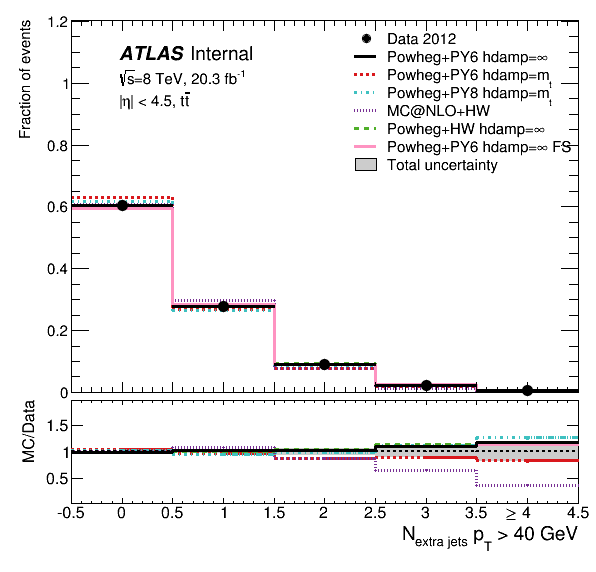 Fraction of events
1.2
1
0.8
0.6
0.4
0.2
0
ATLAS Internal
√s=8 TeV, 20.3 fb⁻¹
|η| < 4.5, tt̄
Data 2012
Powheg+PY6 hdamp=∞
Powheg+PY6 hdamp=mₜ
Powheg+PY8 hdamp=mₜ
MC@NLO+HW
Powheg+HW hdamp=∞
Powheg+PY6 hdamp=∞ FS
Total uncertainty
MC/Data
1.5
1
0.5
-0.5 0 0.5 1 1.5 2 2.5 3 3.5 ≥ 4 4.5
N extra jets p_T > 40 GeV